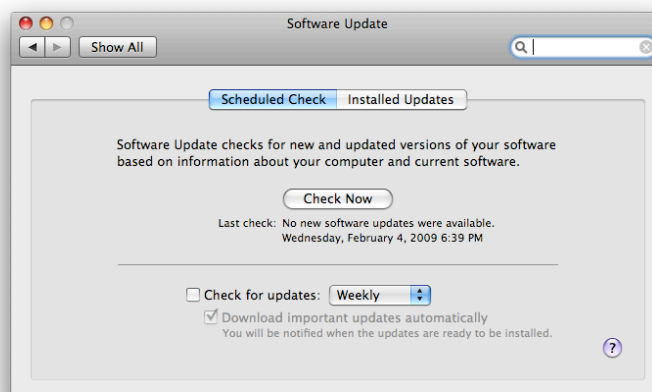 Software Update
Show All
Scheduled Check Installed Updates
Software Update checks for new and updated versions of your software
based on information about your computer and current software.
Check Now
Last check: No new software updates were available.
Wednesday, February 4, 2009 6:39 PM
Check for updates: Weekly
Download important updates automatically
You will be notified when the updates are ready to be installed.
?